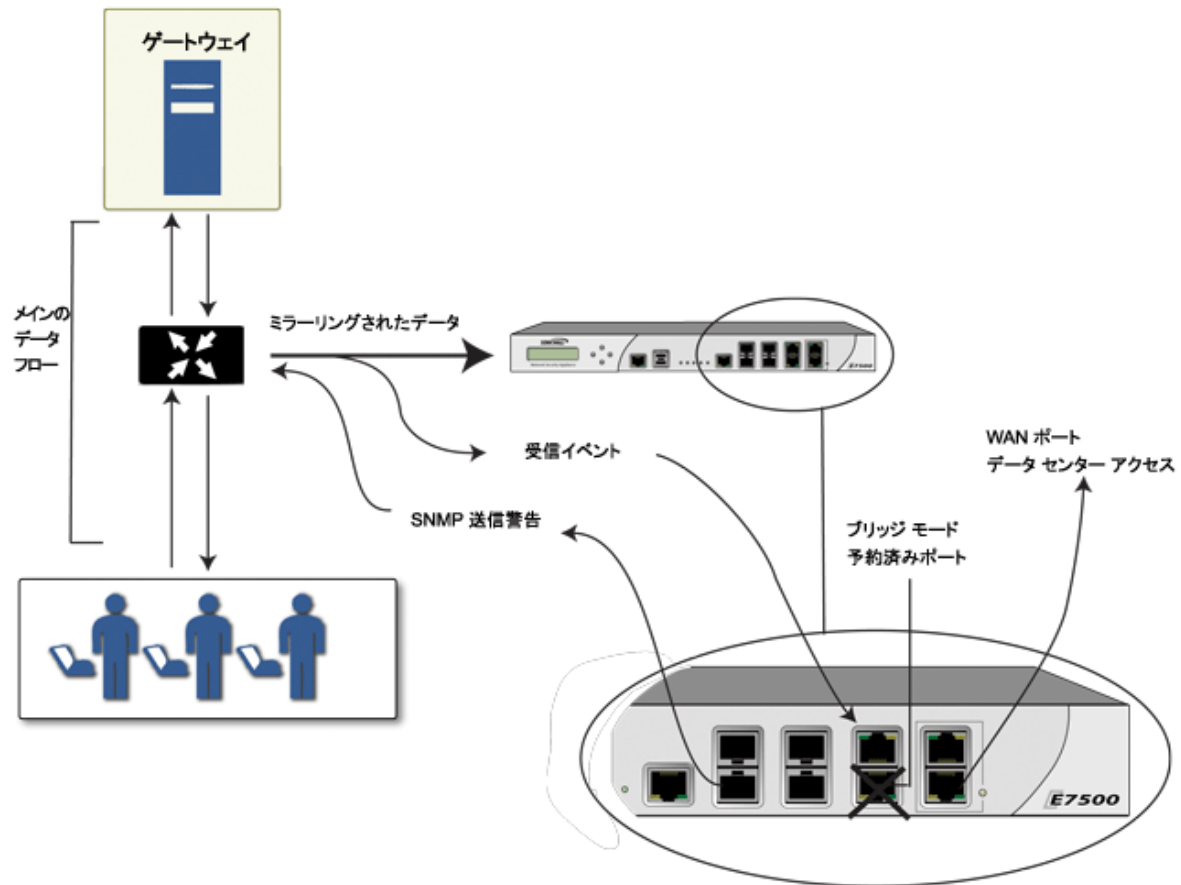 ゲートウェイ
メインの
データ
フロー
ミラーリングされたデータ
E7500
受信イベント
SNMP 送信警告
WAN ポート
データ センター アクセス
ブリッジ モード
予約済みポート
E7500